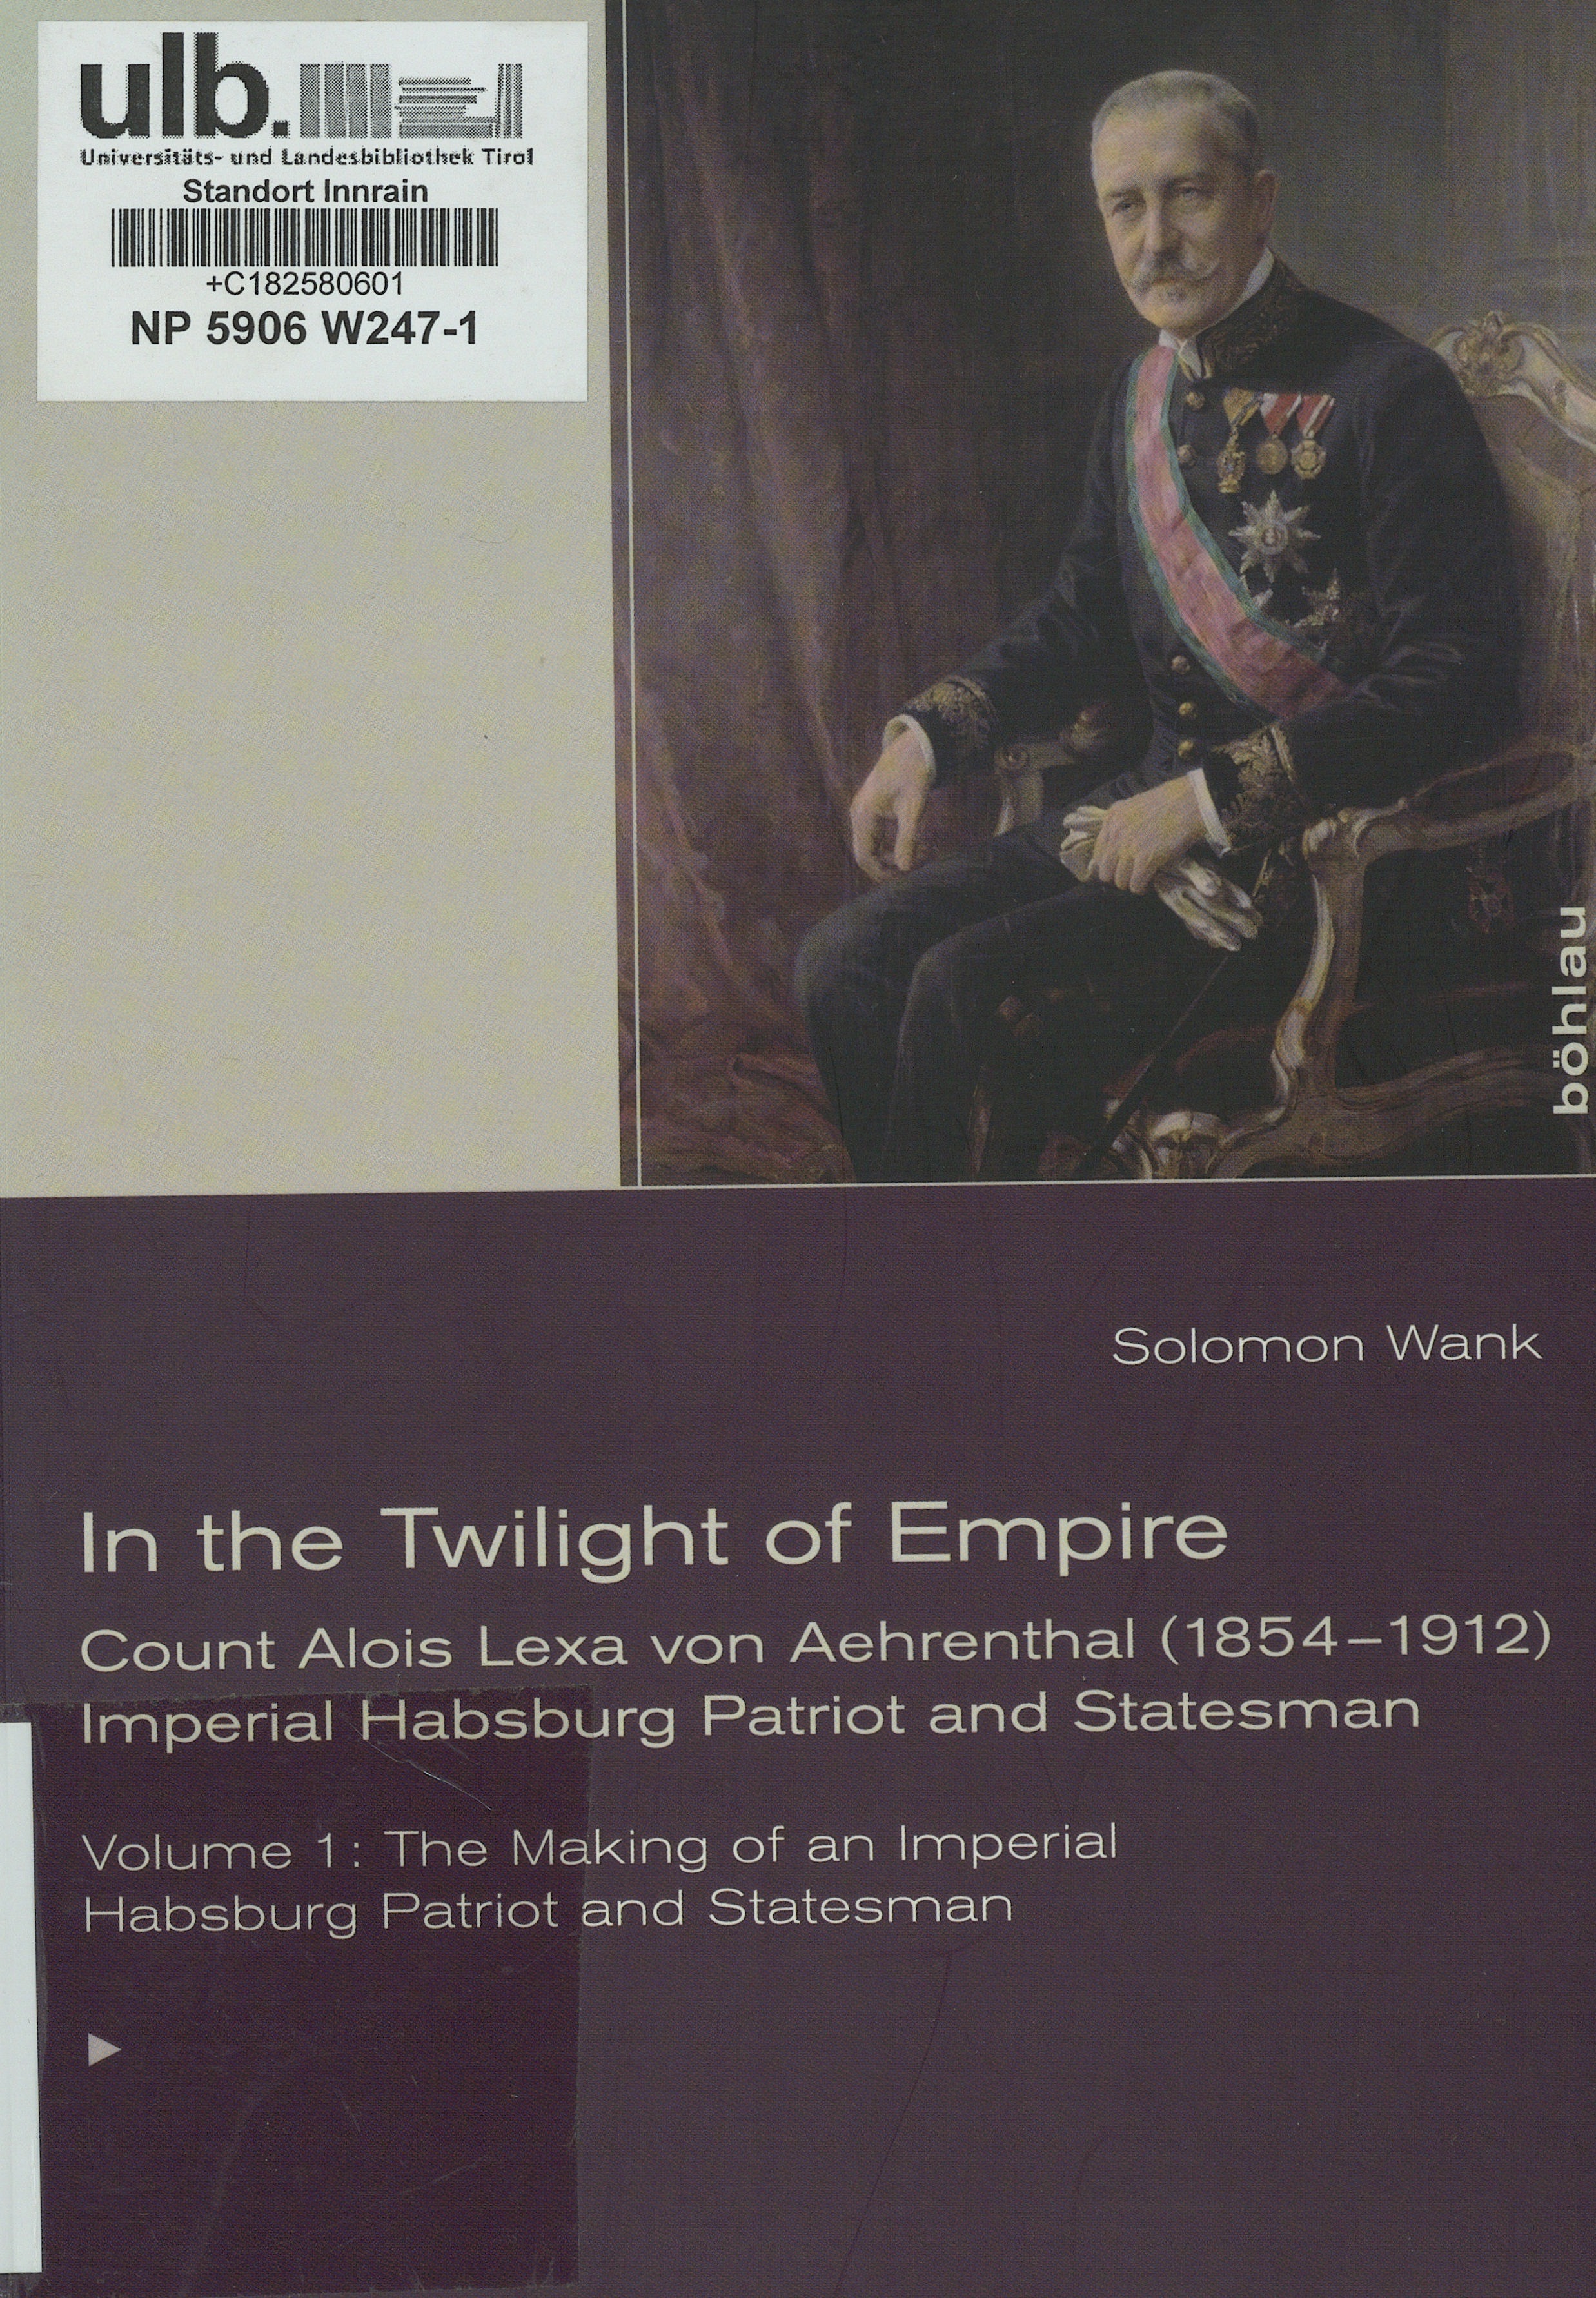 ulb.
Universitäts- und Landesbibliothek Tirol
Standort Innrain
+C182580601
NP 5906 W247-1
böhlau
Solomon Wank
In the Twilight of Empire
Count Alois Lexa von Aehrenthal (1854–1912)
Imperial Habsburg Patriot and Statesman
Volume 1: The Making of an Imperial
Habsburg Patriot and Statesman